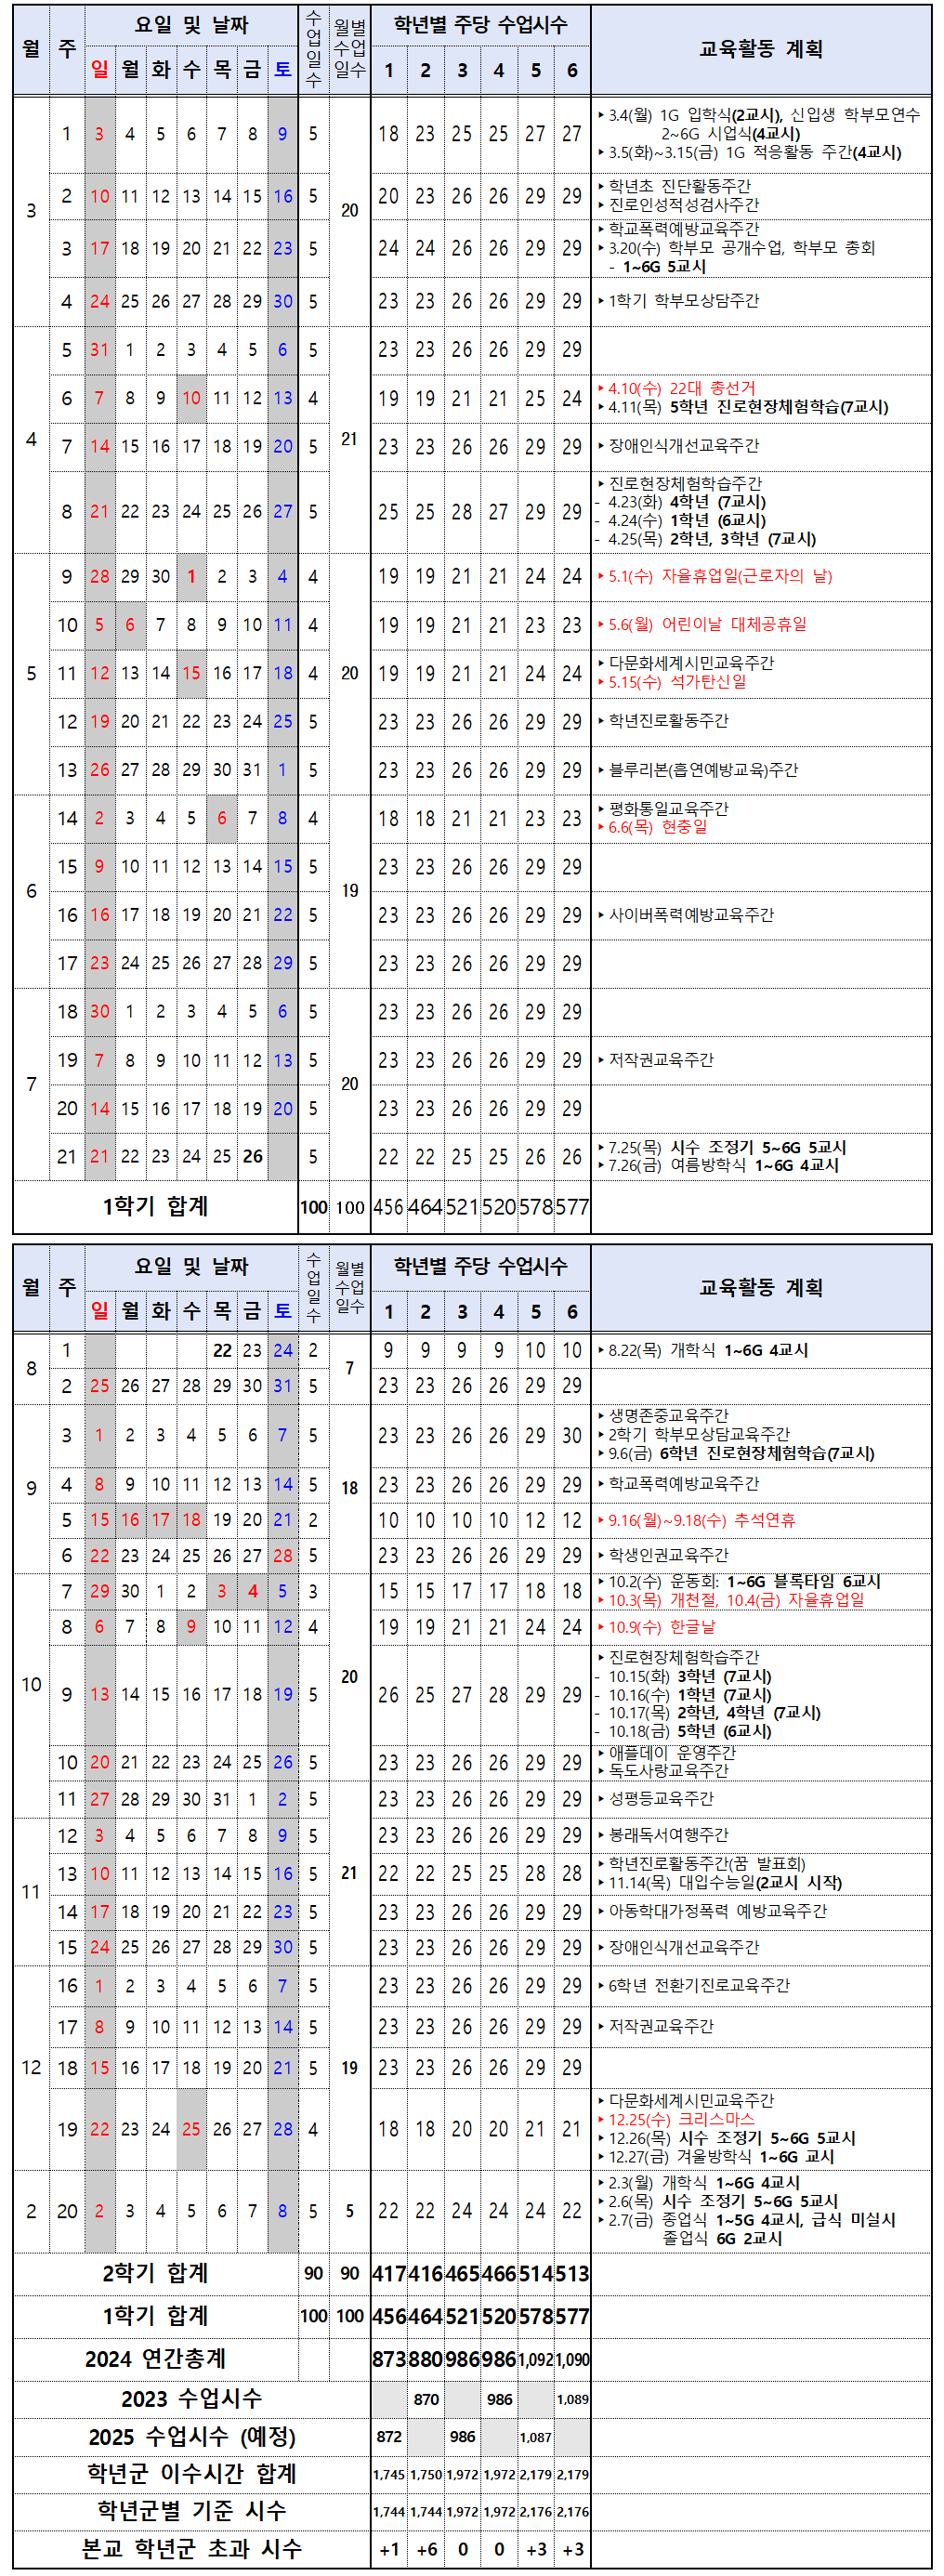 월 주 요일 및 날짜 수업일수 월별수업일수 학년별 주당 수업시수 교육활동 계획
일 월 화 수 목 금 토 1 2 3 4 5 6
3
1 3 4 5 6 7 8 9 5 18 23 25 25 27 27
‣ 3.4(월) 1G 입학식(2교시), 신입생 학부모연수
2~6G 시업식(4교시)
‣ 3.5(화)~3.15(금) 1G 적응활동 주간(4교시)
2 10 11 12 13 14 15 16 5 20 20 23 26 26 29 29
‣ 학년초 진단활동주간
‣ 진로인성적성검사주간
3 17 18 19 20 21 22 23 5 24 24 26 26 29 29
‣ 학교폭력예방교육주간
‣ 3.20(수) 학부모 공개수업, 학부모 총회
- 1~6G 5교시
4 24 25 26 27 28 29 30 5 23 23 26 26 29 29 ‣ 1학기 학부모상담주간
4
5 31 1 2 3 4 5 6 5 23 23 26 26 29 29
6 7 8 9 10 11 12 13 4 19 19 21 21 25 24
‣ 4.10(수) 22대 총선거
‣ 4.11(목) 5학년 진로현장체험학습(7교시)
7 14 15 16 17 18 19 20 5 21 23 23 26 26 29 29 ‣ 장애인식개선교육주간
8 21 22 23 24 25 26 27 5 25 25 28 27 29 29
‣ 진로현장체험학습주간
- 4.23(화) 4학년 (7교시)
- 4.24(수) 1학년 (6교시)
- 4.25(목) 2학년, 3학년 (7교시)
5
9 28 29 30 1 2 3 4 4 19 19 21 21 24 24 ‣ 5.1(수) 자율휴업일(근로자의 날)
10 5 6 7 8 9 10 11 4 19 19 21 21 23 23 ‣ 5.6(월) 어린이날 대체공휴일
11 12 13 14 15 16 17 18 4 20 19 19 21 21 24 24
‣ 다문화세계시민교육주간
‣ 5.15(수) 석가탄신일
12 19 20 21 22 23 24 25 5 23 23 26 26 29 29 ‣ 학년진로활동주간
13 26 27 28 29 30 31 1 5 23 23 26 26 29 29 ‣ 블루리본(흡연예방교육)주간
6
14 2 3 4 5 6 7 8 4 18 18 21 21 23 23
‣ 평화통일교육주간
‣ 6.6(목) 현충일
15 9 10 11 12 13 14 15 5 19 23 23 26 26 29 29
16 16 17 18 19 20 21 22 5 23 23 26 26 29 29 ‣ 사이버폭력예방교육주간
17 23 24 25 26 27 28 29 5 23 23 26 26 29 29
7
18 30 1 2 3 4 5 6 5 23 23 26 26 29 29
19 7 8 9 10 11 12 13 5 20 23 23 26 26 29 29 ‣ 저작권교육주간
20 14 15 16 17 18 19 20 5 23 23 26 26 29 29
21 21 22 23 24 25 26 5 22 22 25 25 26 26
‣ 7.25(목) 시수 조정기 5~6G 5교시
‣ 7.26(금) 여름방학식 1~6G 4교시
1학기 합계 100 100 456 464 521 520 578 577
월 주 요일 및 날짜 수업일수 월별수업일수 학년별 주당 수업시수 교육활동 계획
일 월 화 수 목 금 토 1 2 3 4 5 6
8
1 22 23 24 2 7 9 9 9 9 10 10 ‣ 8.22(목) 개학식 1~6G 4교시
2 25 26 27 28 29 30 31 5 23 23 26 26 29 29
9
3 1 2 3 4 5 6 7 5 23 23 26 26 29 30
‣ 생명존중교육주간
‣ 2학기 학부모상담교육주간
‣ 9.6(금) 6학년 진로현장체험학습(7교시)
4 8 9 10 11 12 13 14 5 18 23 23 26 26 29 29 ‣ 학교폭력예방교육주간
5 15 16 17 18 19 20 21 2 10 10 10 10 12 12 ‣ 9.16(월)~9.18(수) 추석연휴
6 22 23 24 25 26 27 28 5 23 23 26 26 29 29 ‣ 학생인권교육주간
10
7 29 30 1 2 3 4 5 3 15 15 17 17 18 18
‣ 10.2(수) 운동회: 1~6G 블록타임 6교시
‣ 10.3(목) 개천절, 10.4(금) 자율휴업일
8 6 7 8 9 10 11 12 4 19 19 21 21 24 24 ‣ 10.9(수) 한글날
9 13 14 15 16 17 18 19 5 20 26 25 27 28 29 29
‣ 진로현장체험학습주간
- 10.15(화) 3학년 (7교시)
- 10.16(수) 1학년 (7교시)
- 10.17(목) 2학년, 4학년 (7교시)
- 10.18(금) 5학년 (6교시)
10 20 21 22 23 24 25 26 5 23 23 26 26 29 29
‣ 애플데이 운영주간
‣ 독도사랑교육주간
11 27 28 29 30 31 1 2 5 23 23 26 26 29 29 ‣ 성평등교육주간
11
12 3 4 5 6 7 8 9 5 23 23 26 26 29 29 ‣ 봉래독서여행주간
13 10 11 12 13 14 15 16 5 21 22 22 25 25 28 28
‣ 학년진로활동주간(꿈 발표회)
‣ 11.14(목) 대입수능일(2교시 시작)
14 17 18 19 20 21 22 23 5 23 23 26 26 29 29 ‣ 아동학대가정폭력 예방교육주간
15 24 25 26 27 28 29 30 5 23 23 26 26 29 29 ‣ 장애인식개선교육주간
12
16 1 2 3 4 5 6 7 5 23 23 26 26 29 29 ‣ 6학년 전환기진로교육주간
17 8 9 10 11 12 13 14 5 23 23 26 26 29 29 ‣ 저작권교육주간
18 15 16 17 18 19 20 21 5 19 23 23 26 26 29 29
19 22 23 24 25 26 27 28 4 18 18 20 20 21 21
‣ 다문화세계시민교육주간
‣ 12.25(수) 크리스마스
‣ 12.26(목) 시수 조정기 5~6G 5교시
‣ 12.27(금) 겨울방학식 1~6G 교시
2 20 2 3 4 5 6 7 8 5 5 22 22 24 24 24 22
‣ 2.3(월) 개학식 1~6G 4교시
‣ 2.6(목) 시수 조정기 5~6G 5교시
‣ 2.7(금) 종업식 1~5G 4교시, 급식 미실시
졸업식 6G 2교시
2학기 합계 90 90 417 416 465 466 514 513
1학기 합계 100 100 456 464 521 520 578 577
2024 연간총계 873 880 986 986 1,092 1,090
2023 수업시수 870 986 1,089
2025 수업시수 (예정) 872 986 1,087
학년군 이수시간 합계 1,745 1,750 1,972 1,972 2,179 2,179
학년군별 기준 시수 1,744 1,744 1,972 1,972 2,176 2,176
본교 학년군 초과 시수 +1 +6 0 0 +3 +3